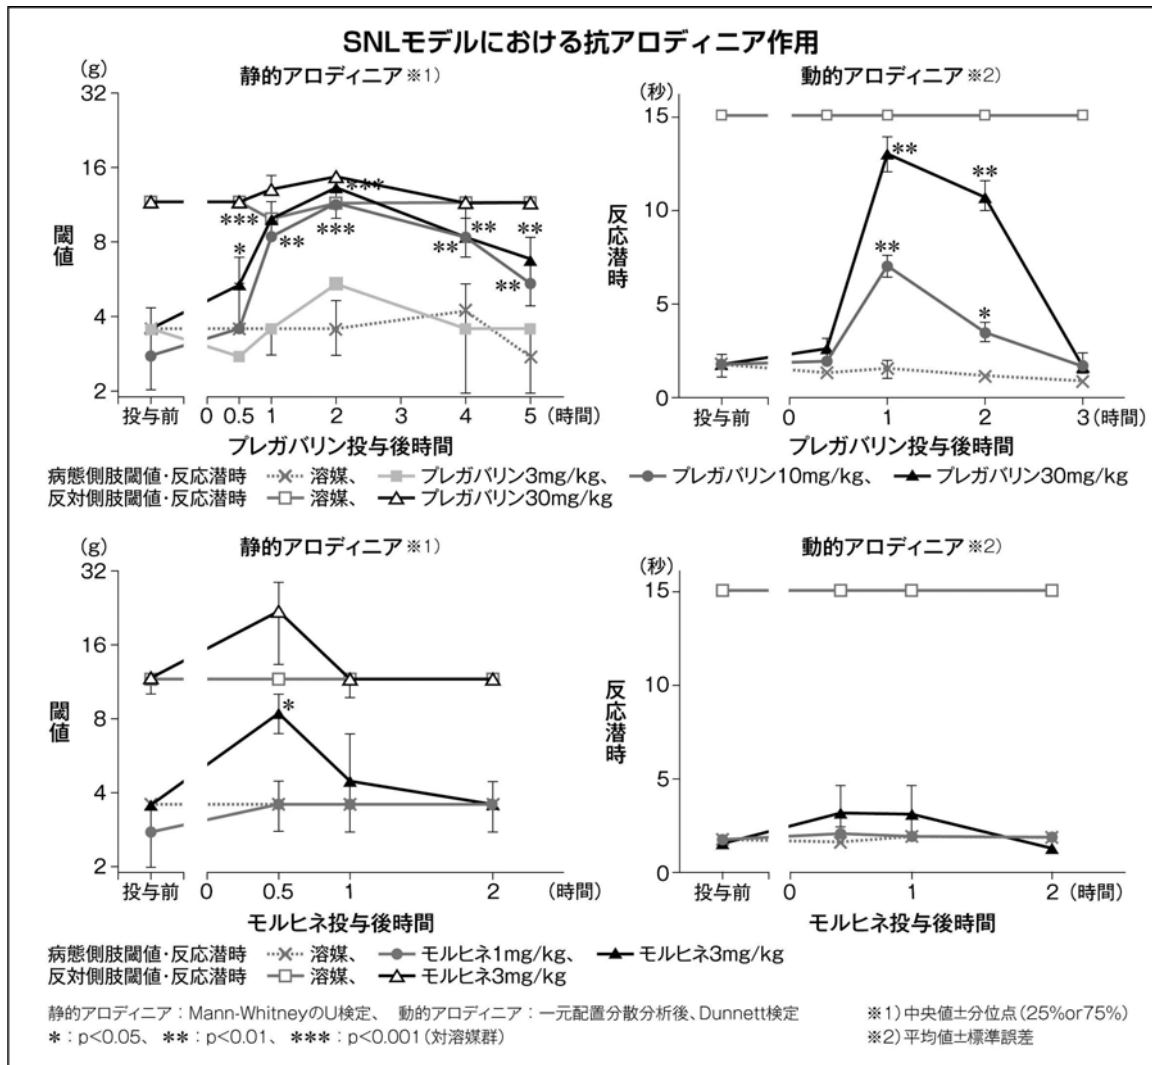 SNLモデルにおける抗アロディニア作用
静的アロディニア ※1)
(g)
32
16
8
4
2
閾値
***
*
**
***
***
**
**
**
**
投与前 0 0.5 1 2 3 4 5 (時間)
プレガバリン投与後時間
動的アロディニア ※2)
(秒)
15
10
5
0
反応潜時
**
**
**
*
投与前 0 1 2 3 (時間)
プレガバリン投与後時間
病態側肢閾値・反応潜時 溶媒、 プレガバリン3mg/kg、 プレガバリン10mg/kg、 プレガバリン30mg/kg
反対側肢閾値・反応潜時 溶媒、 プレガバリン30mg/kg
静的アロディニア ※1)
(g)
32
16
8
4
2
閾値
*
投与前 0 0.5 1 2 (時間)
モルヒネ投与後時間
動的アロディニア ※2)
(秒)
15
10
5
0
反応潜時
投与前 0 1 2 (時間)
モルヒネ投与後時間
病態側肢閾値・反応潜時 溶媒、 モルヒネ1mg/kg、 モルヒネ3mg/kg
反対側肢閾値・反応潜時 溶媒、 モルヒネ3mg/kg
静的アロディニア：Mann-WhitneyのU検定、 動的アロディニア：一元配置分散分析後、Dunnett検定
*：p<0.05、 **：p<0.01、 ***：p<0.001(対溶媒群)
※1)中央値±分位点(25%or75%)
※2)平均値±標準誤差